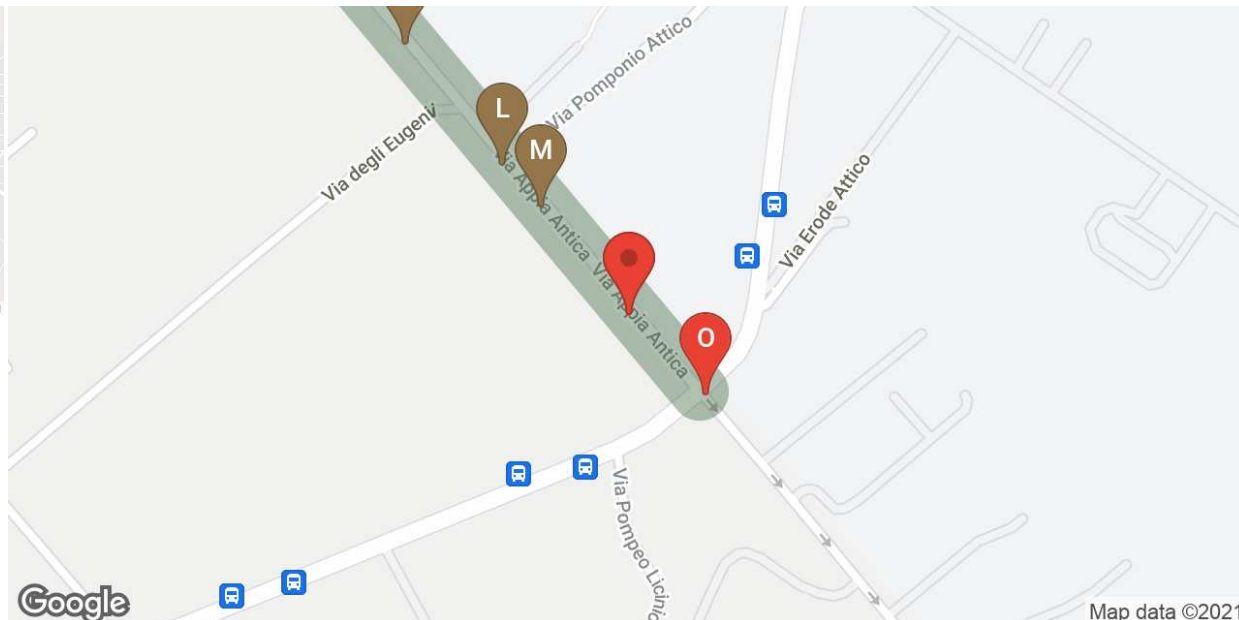 Via Pomponio Attico
L
M
Via degli Eugenii
Via Appia Antica
Via Erode Attico
Via Appia Antica
O
Via Pompeo Licinio
Google
Map data ©2021